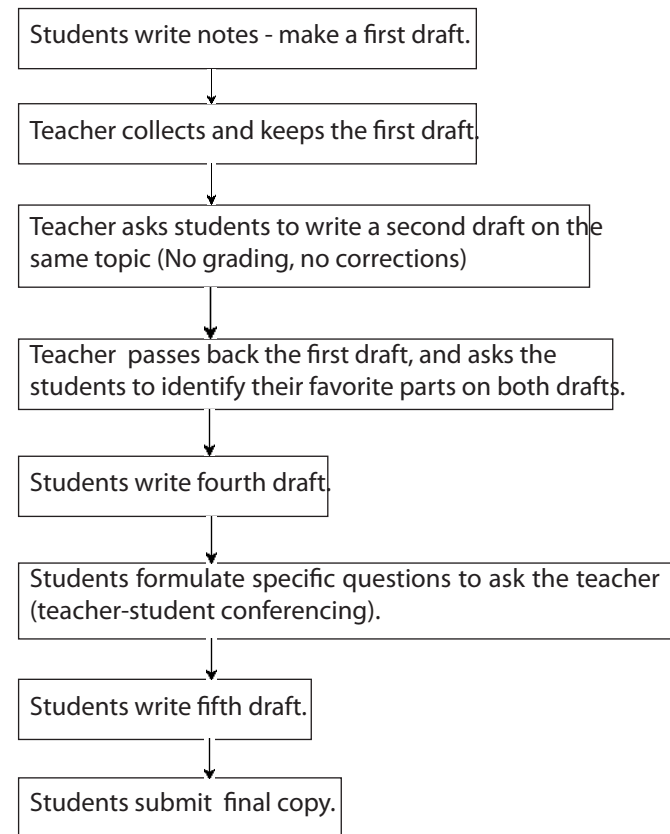 Students write notes - make a first draft.
Teacher collects and keeps the first draft.
Teacher asks students to write a second draft on the
same topic (No grading, no corrections)
Teacher passes back the first draft, and asks the
students to identify their favorite parts on both drafts.
Students write fourth draft.
Students formulate specific questions to ask the teacher
(teacher-student conferencing).
Students write fifth draft.
Students submit final copy.